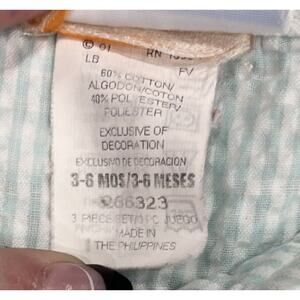 © 01 RN
LB FV
60% COTTON/
ALGODON/COTON
40% POLYESTER/
POLIESTER
EXCLUSIVE OF
DECORATION
EXCLUSIVO DE DECORACION
3-6 MOS/3-6 MESES
266323
3 PIECE SET/1 PC JUEGO
MADE IN
THE PHILIPPINES